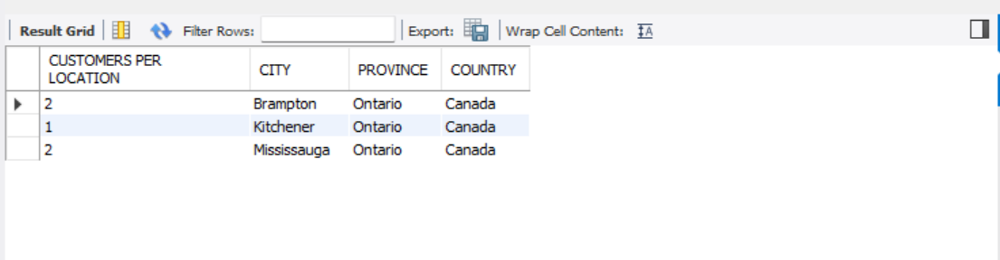 Result Grid Filter Rows: Export: Wrap Cell Content: IA
CUSTOMERS PER
LOCATION CITY PROVINCE COUNTRY
2 Brampton Ontario Canada
1 Kitchener Ontario Canada
2 Mississauga Ontario Canada